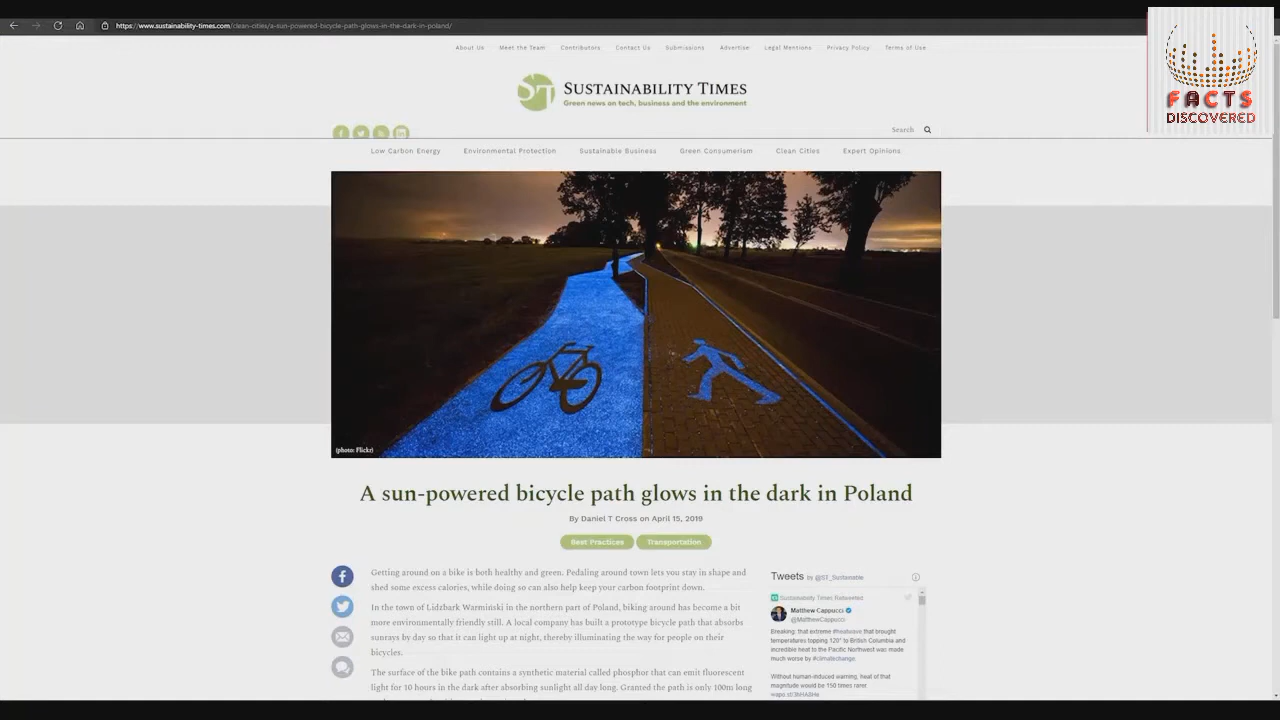 https://www.sustainability-times.com/clean-cities/a-sun-powered-bicycle-path-glows-in-the-dark-in-poland/
FACTS
DISCOVERED
About Us Meet the Team Contributors Contact Us Submissions Advertise Legal Mentions Privacy Policy Terms of Use
ST SUSTAINABILITY TIMES
Green news on tech, business and the environment
Search
Low Carbon Energy Environmental Protection Sustainable Business Green Consumerism Clean Cities Expert Opinions
(photo: Flickr)
A sun-powered bicycle path glows in the dark in Poland
By Daniel T Cross on April 15, 2019
Best Practices Transportation
Getting around on a bike is both healthy and green. Pedaling around town lets you stay in shape and
shed some excess calories, while doing so can also help keep your carbon footprint down.
In the town of Lidzbark Warminski in the northern part of Poland, biking around has become a bit
more environmentally friendly still. A local company has built a prototype bicycle path that absorbs
sunrays by day so that it can light up at night, thereby illuminating the way for people on their
bicycles.
The surface of the bike path contains a synthetic material called phosphor that can emit fluorescent
light for 10 hours in the dark after absorbing sunlight all day long. Granted the path is only 100m long
Tweets by @ST_Sustainable
Sustainability Times Retweeted
Matthew Cappucci
@MatthewCappucci
Breaking: that extreme #heatwave that brought
temperatures topping 120° to British Columbia and
incredible heat to the Pacific Northwest was made
much worse by #climatechange.
Without human-induced warming, heat of that
magnitude would be 150 times rarer